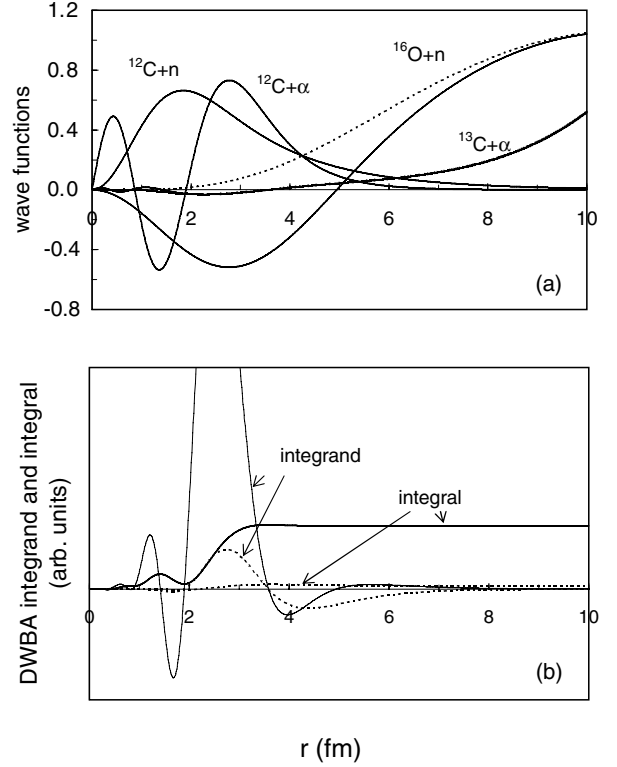 1.2
¹²C+n
¹²C+α
¹⁶O+n
0.8
0.4
¹³C+α
0.0
0 2 4 6 8 10
-0.4
-0.8
(a)
wave functions
integrand
integral
0 2 4 6 8 10
(b)
DWBA integrand and integral
(arb. units)
r (fm)